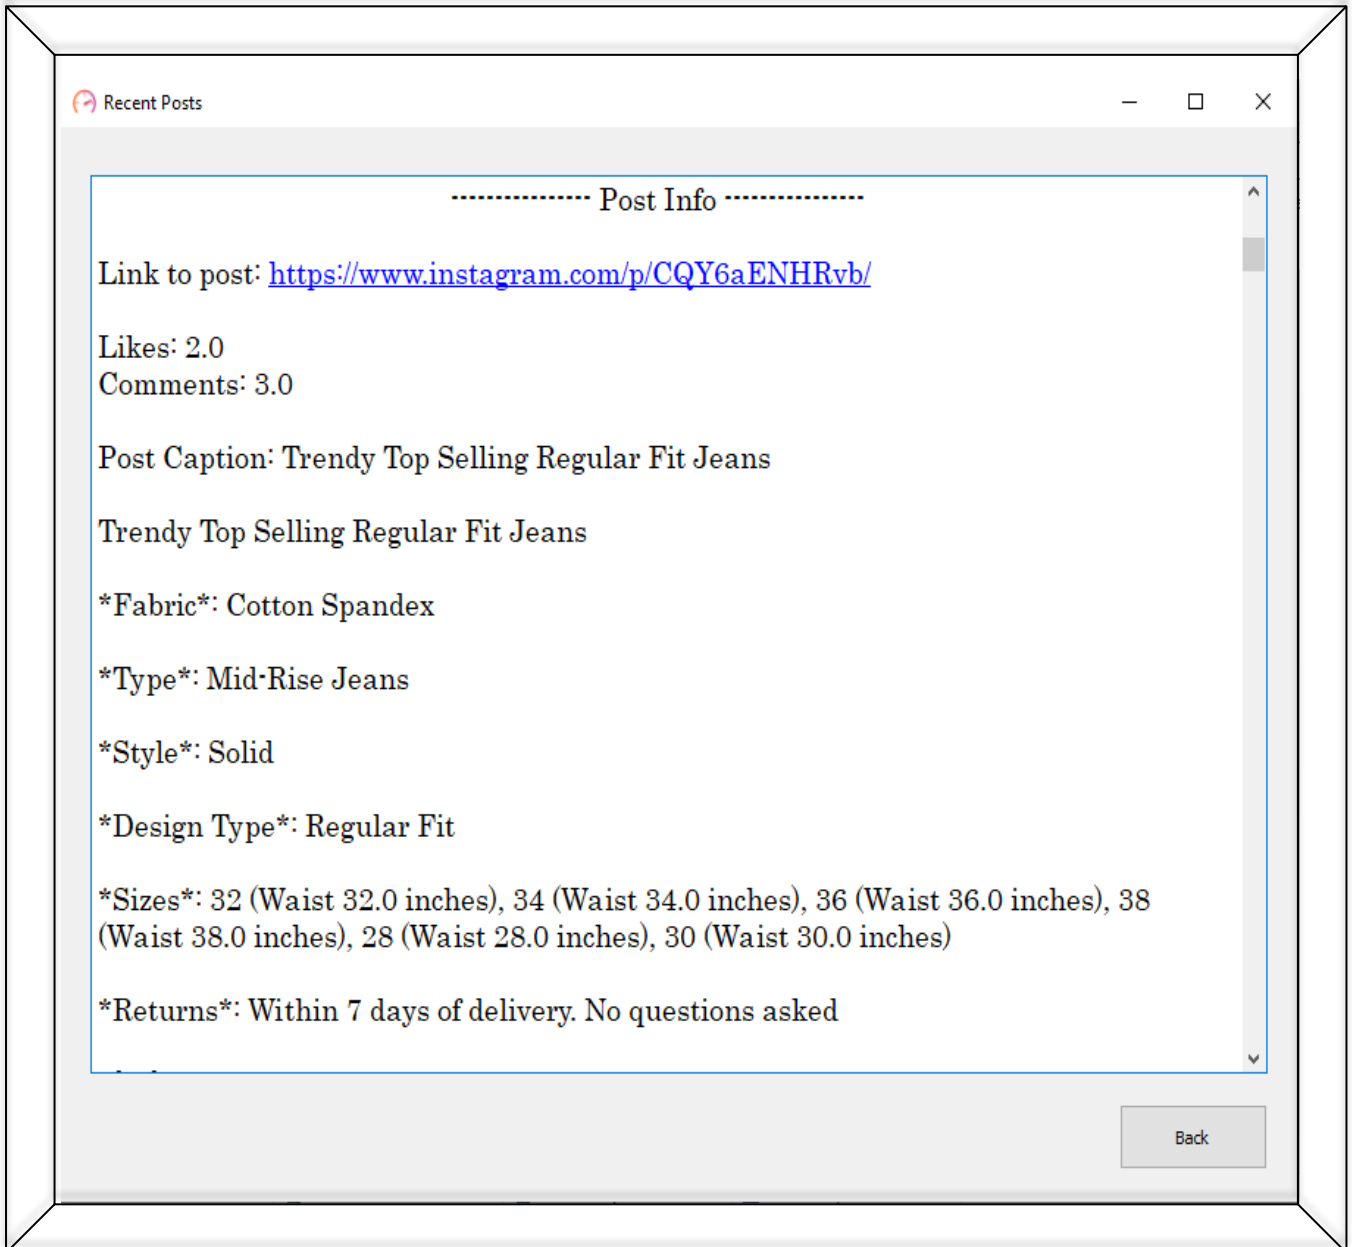 Recent Posts
--------------- Post Info ---------------
Link to post: https://www.instagram.com/p/CQY6aENHRvb/
Likes: 2.0
Comments: 3.0
Post Caption: Trendy Top Selling Regular Fit Jeans
Trendy Top Selling Regular Fit Jeans
*Fabric*: Cotton Spandex
*Type*: Mid-Rise Jeans
*Style*: Solid
*Design Type*: Regular Fit
*Sizes*: 32 (Waist 32.0 inches), 34 (Waist 34.0 inches), 36 (Waist 36.0 inches), 38
(Waist 38.0 inches), 28 (Waist 28.0 inches), 30 (Waist 30.0 inches)
*Returns*: Within 7 days of delivery. No questions asked
Back